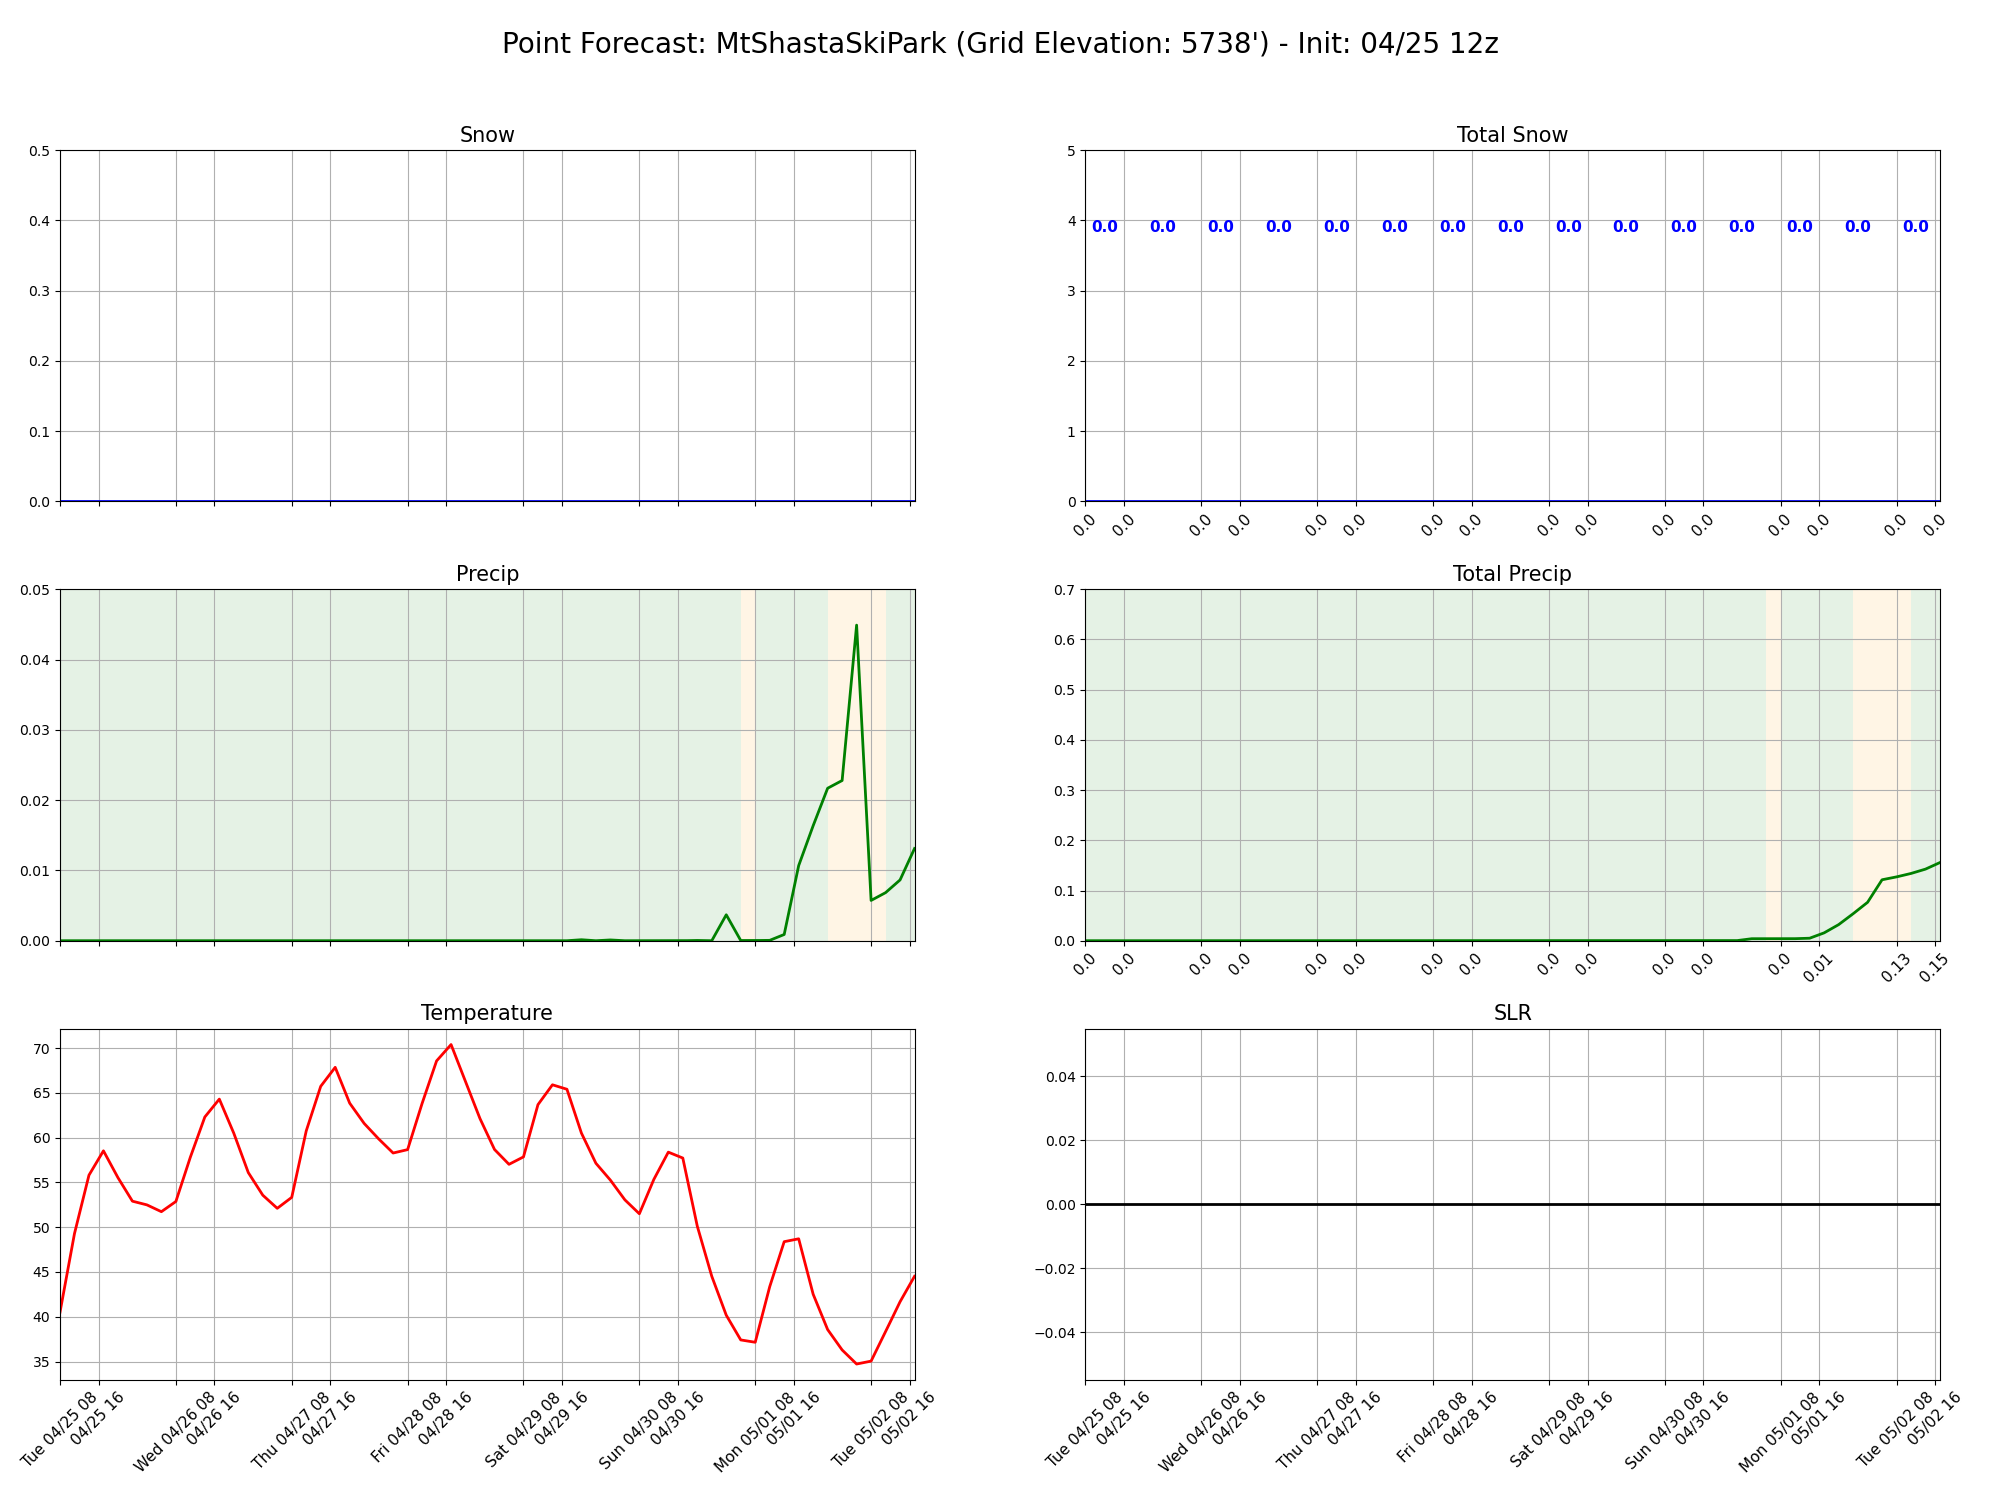 Point Forecast: MtShastaSkiPark (Grid Elevation: 5738') - Init: 04/25 12z
Snow
0.5
0.4
0.3
0.2
0.1
0.0
Total Snow
5
4
3
2
1
0
0.0 0.0 0.0 0.0 0.0 0.0 0.0 0.0 0.0 0.0 0.0 0.0 0.0 0.0 0.0
0.0 0.0 0.0 0.0 0.0 0.0 0.0 0.0 0.0 0.0 0.0 0.0 0.0 0.0 0.0 0.0
Precip
0.05
0.04
0.03
0.02
0.01
0.00
Total Precip
0.7
0.6
0.5
0.4
0.3
0.2
0.1
0.0
0.0 0.0 0.0 0.0 0.0 0.0 0.0 0.0 0.0 0.0 0.0 0.0 0.0 0.01 0.13 0.15
Temperature
70
65
60
55
50
45
40
35
Tue 04/25 08
04/25 16
Wed 04/26 08
04/26 16
Thu 04/27 08
04/27 16
Fri 04/28 08
04/28 16
Sat 04/29 08
04/29 16
Sun 04/30 08
04/30 16
Mon 05/01 08
05/01 16
Tue 05/02 08
05/02 16
SLR
0.04
0.02
0.00
−0.02
−0.04
Tue 04/25 08
04/25 16
Wed 04/26 08
04/26 16
Thu 04/27 08
04/27 16
Fri 04/28 08
04/28 16
Sat 04/29 08
04/29 16
Sun 04/30 08
04/30 16
Mon 05/01 08
05/01 16
Tue 05/02 08
05/02 16